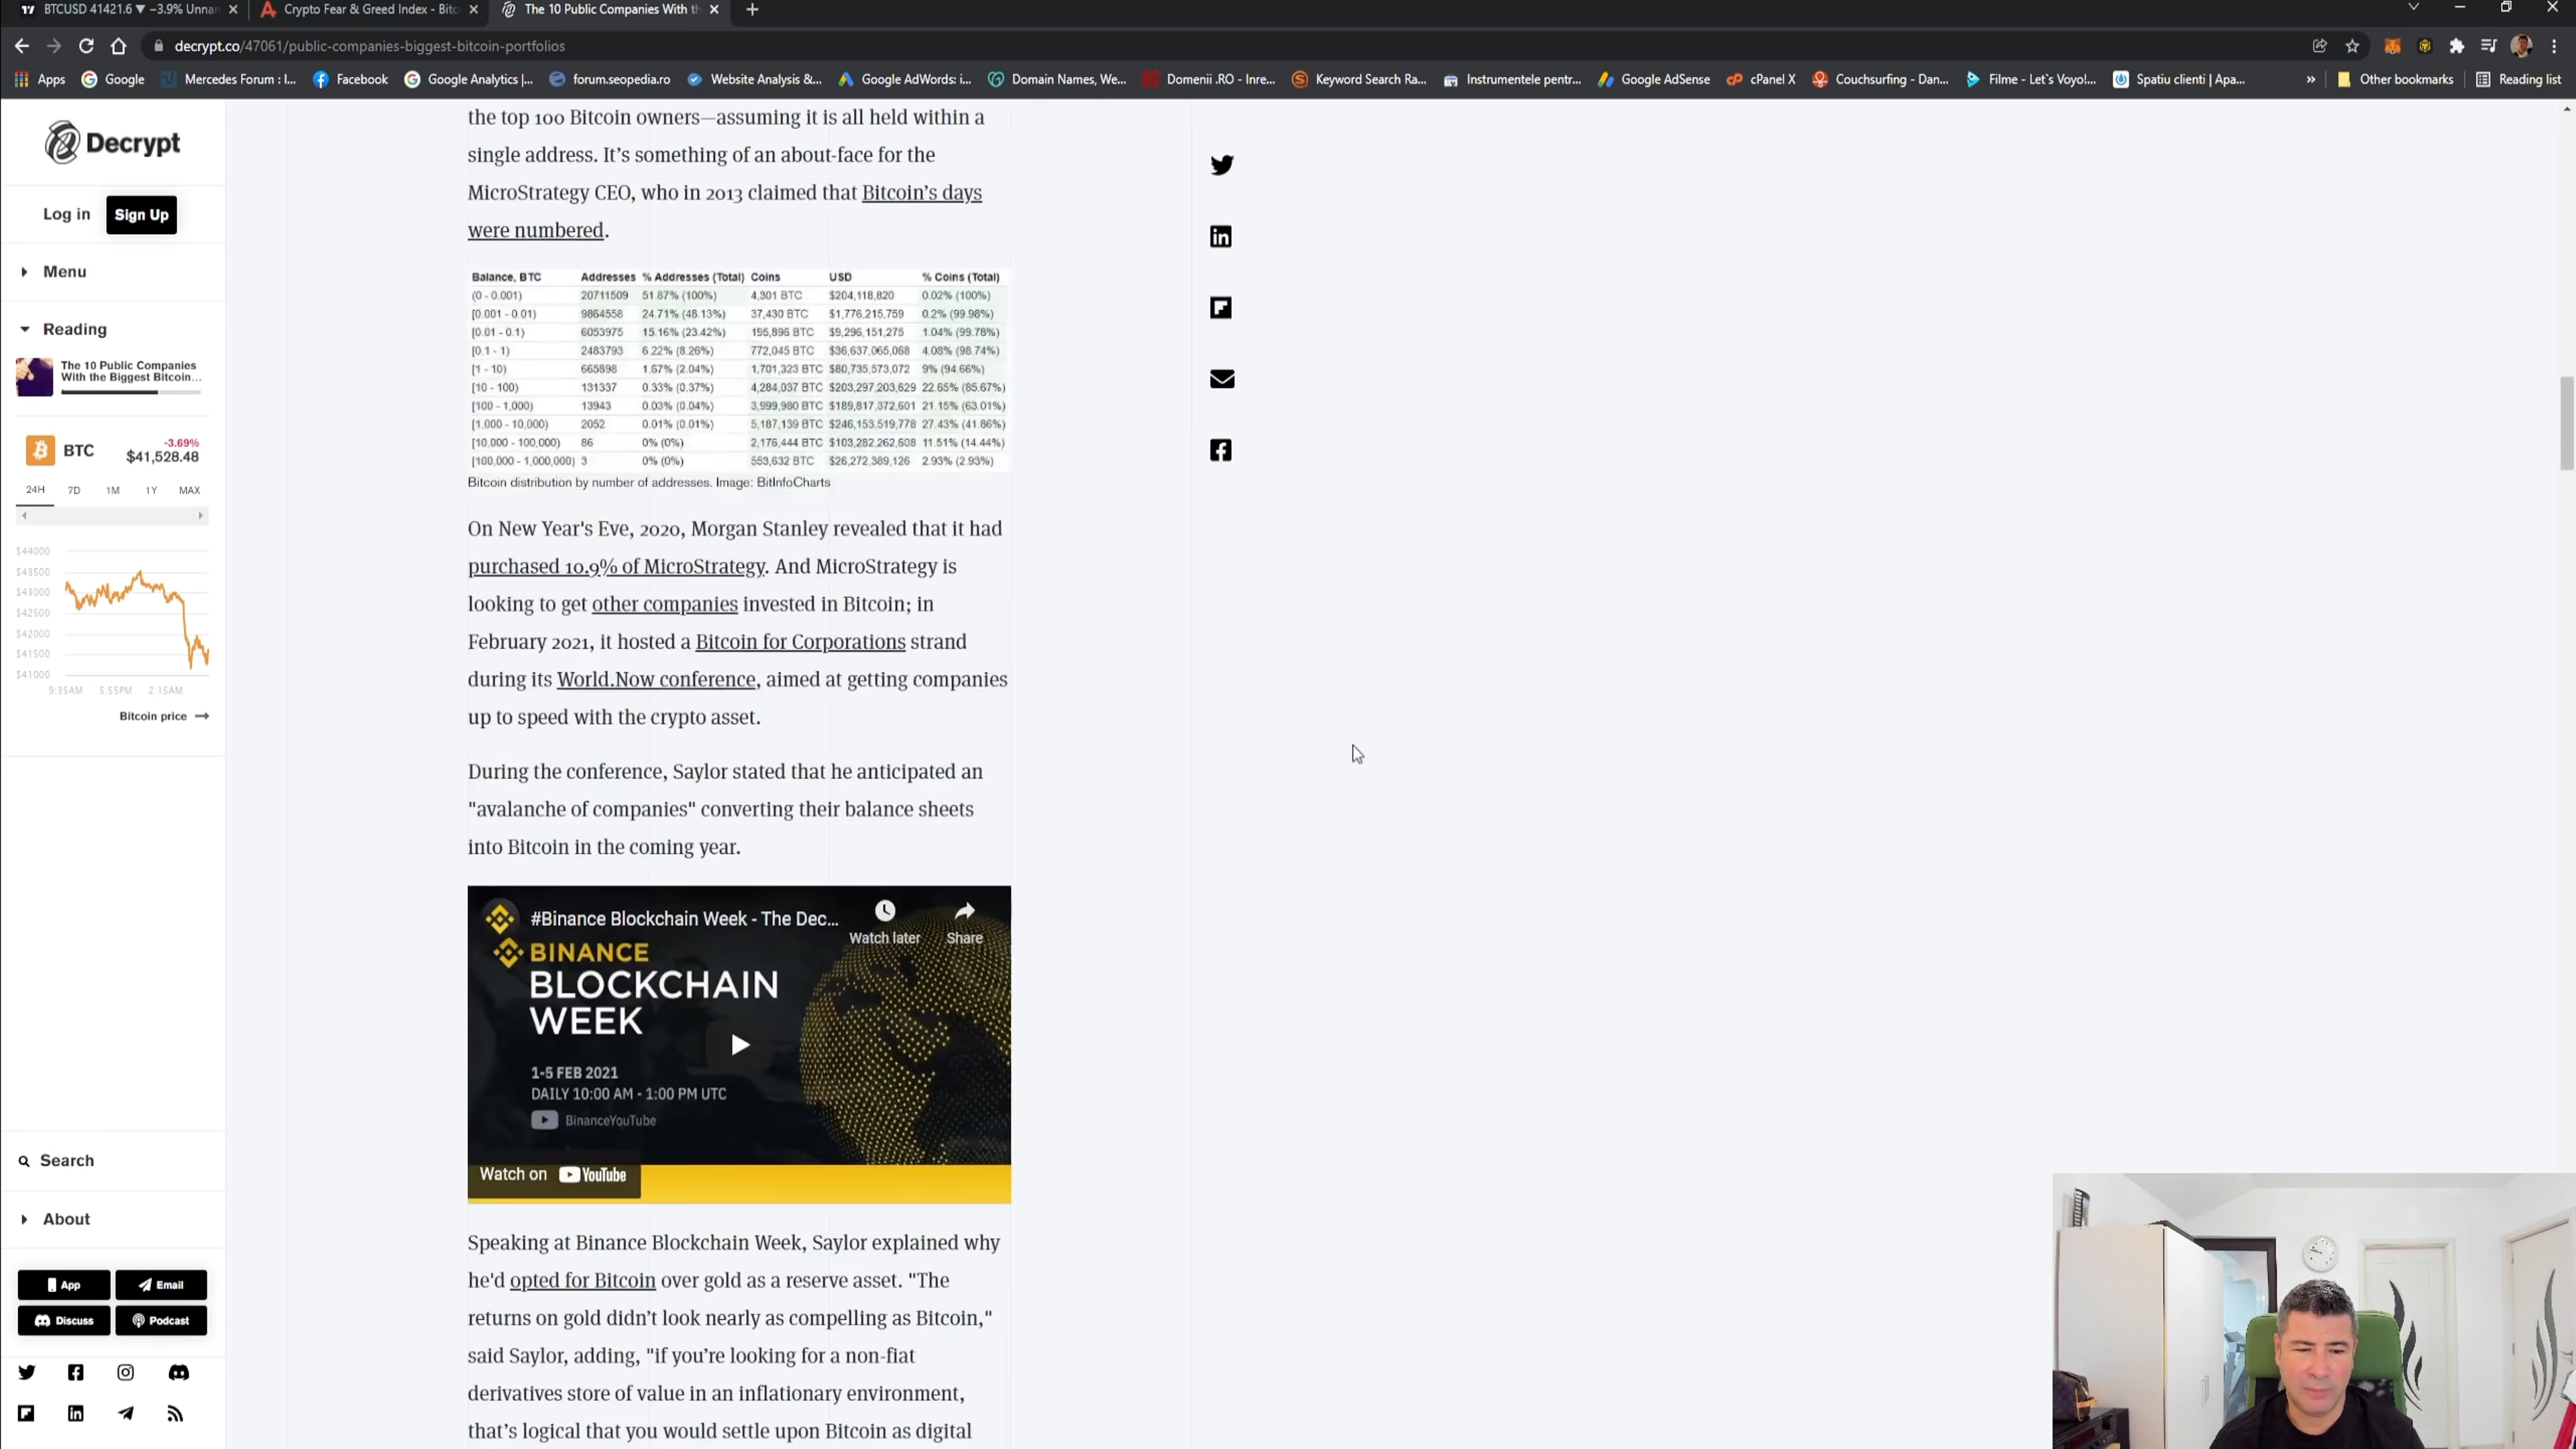 BTCUSD 41421.6 ▼ −3.9% Unnan
Crypto Fear & Greed Index - Bitc
The 10 Public Companies With th
decrypt.co/47061/public-companies-biggest-bitcoin-portfolios
Apps
Google
Mercedes Forum : I...
Facebook
Google Analytics |...
forum.seopedia.ro
Website Analysis &...
Google AdWords: i...
Domain Names, We...
Domenii .RO - Inre...
Keyword Search Ra...
Instrumentele pentr...
Google AdSense
cPanel X
Couchsurfing - Dan...
Filme - Let`s Voyo!...
Spatiu clienti | Apa...
»
Other bookmarks
Reading list
Decrypt
Log in
Sign Up
Menu
Reading
The 10 Public Companies
With the Biggest Bitcoin...
BTC
-3.69%
$41,528.48
24H 7D 1M 1Y MAX
$44000
$43500
$43000
$42500
$42000
$41500
$41000
9:35AM 5:55PM 2:15AM
Bitcoin price →
Search
About
App
Email
Discuss
Podcast
the top 100 Bitcoin owners—assuming it is all held within a
single address. It's something of an about-face for the
MicroStrategy CEO, who in 2013 claimed that Bitcoin's days
were numbered.
Balance, BTC Addresses % Addresses (Total) Coins USD % Coins (Total)
(0 - 0.001) 20711509 51.87% (100%) 4,301 BTC $204,118,820 0.02% (100%)
[0.001 - 0.01) 9864558 24.71% (48.13%) 37,430 BTC $1,776,215,759 0.2% (99.98%)
[0.01 - 0.1) 6053975 15.16% (23.42%) 195,896 BTC $9,296,151,275 1.04% (99.78%)
[0.1 - 1) 2483793 6.22% (8.26%) 772,045 BTC $36,637,065,068 4.08% (98.74%)
[1 - 10) 665898 1.67% (2.04%) 1,701,323 BTC $80,735,573,072 9% (94.66%)
[10 - 100) 131337 0.33% (0.37%) 4,284,037 BTC $203,297,203,629 22.65% (85.67%)
[100 - 1,000) 13943 0.03% (0.04%) 3,999,980 BTC $189,817,372,601 21.15% (63.01%)
[1,000 - 10,000) 2052 0.01% (0.01%) 5,187,139 BTC $246,153,519,778 27.43% (41.86%)
[10,000 - 100,000) 86 0% (0%) 2,176,444 BTC $103,282,262,608 11.51% (14.44%)
[100,000 - 1,000,000) 3 0% (0%) 553,632 BTC $26,272,389,126 2.93% (2.93%)
Bitcoin distribution by number of addresses. Image: BitInfoCharts
On New Year's Eve, 2020, Morgan Stanley revealed that it had
purchased 10.9% of MicroStrategy. And MicroStrategy is
looking to get other companies invested in Bitcoin; in
February 2021, it hosted a Bitcoin for Corporations strand
during its World.Now conference, aimed at getting companies
up to speed with the crypto asset.
During the conference, Saylor stated that he anticipated an
"avalanche of companies" converting their balance sheets
into Bitcoin in the coming year.
#Binance Blockchain Week - The Dec...
Watch later
Share
BINANCE
BLOCKCHAIN
WEEK
1-5 FEB 2021
DAILY 10:00 AM - 1:00 PM UTC
BinanceYouTube
Watch on YouTube
Speaking at Binance Blockchain Week, Saylor explained why
he'd opted for Bitcoin over gold as a reserve asset. "The
returns on gold didn't look nearly as compelling as Bitcoin,"
said Saylor, adding, "if you're looking for a non-fiat
derivatives store of value in an inflationary environment,
that's logical that you would settle upon Bitcoin as digital